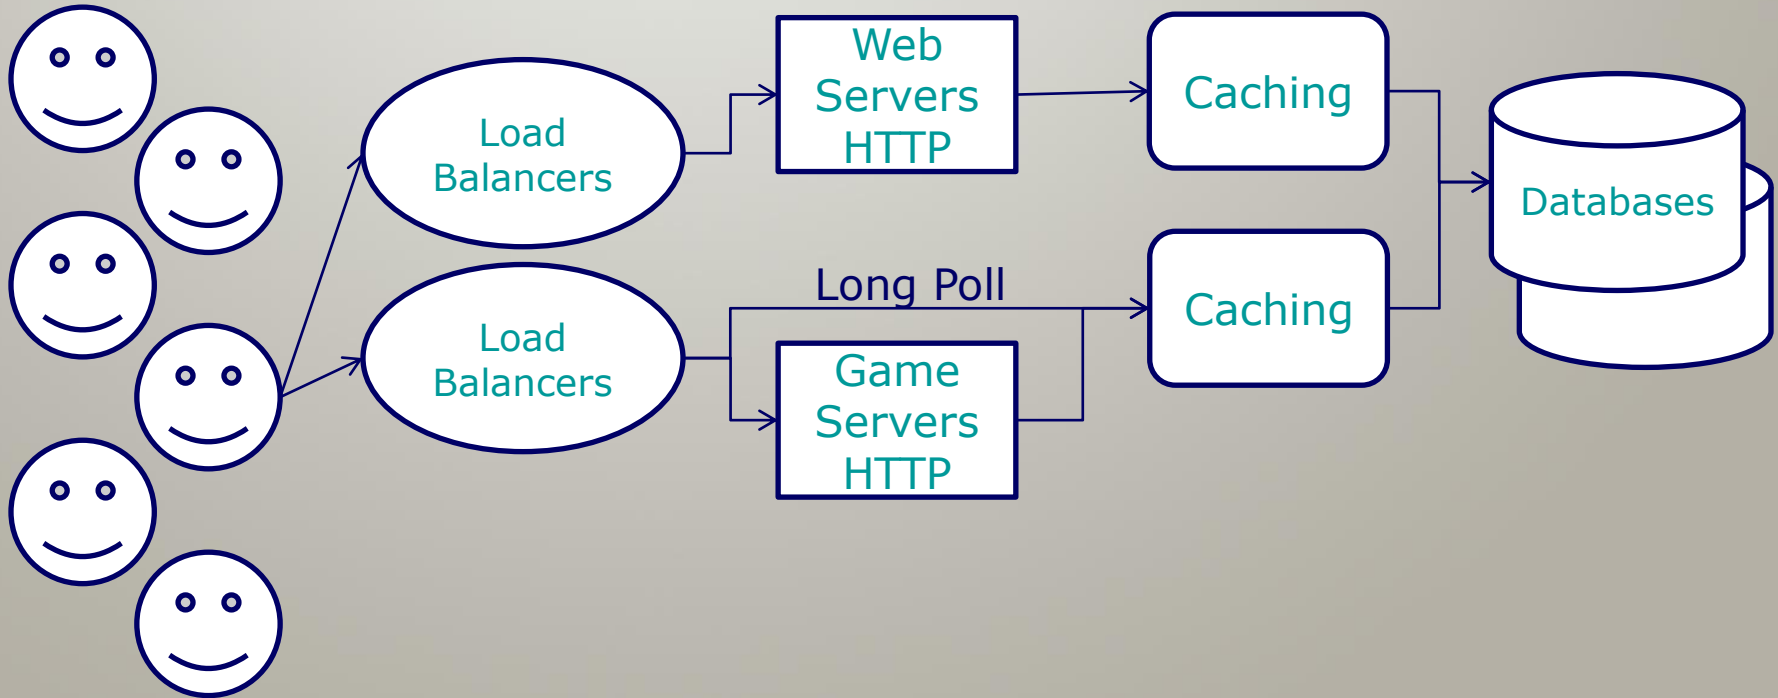 Load
Balancers
Web
Servers
HTTP
Caching
Databases
Load
Balancers
Long Poll
Game
Servers
HTTP
Caching